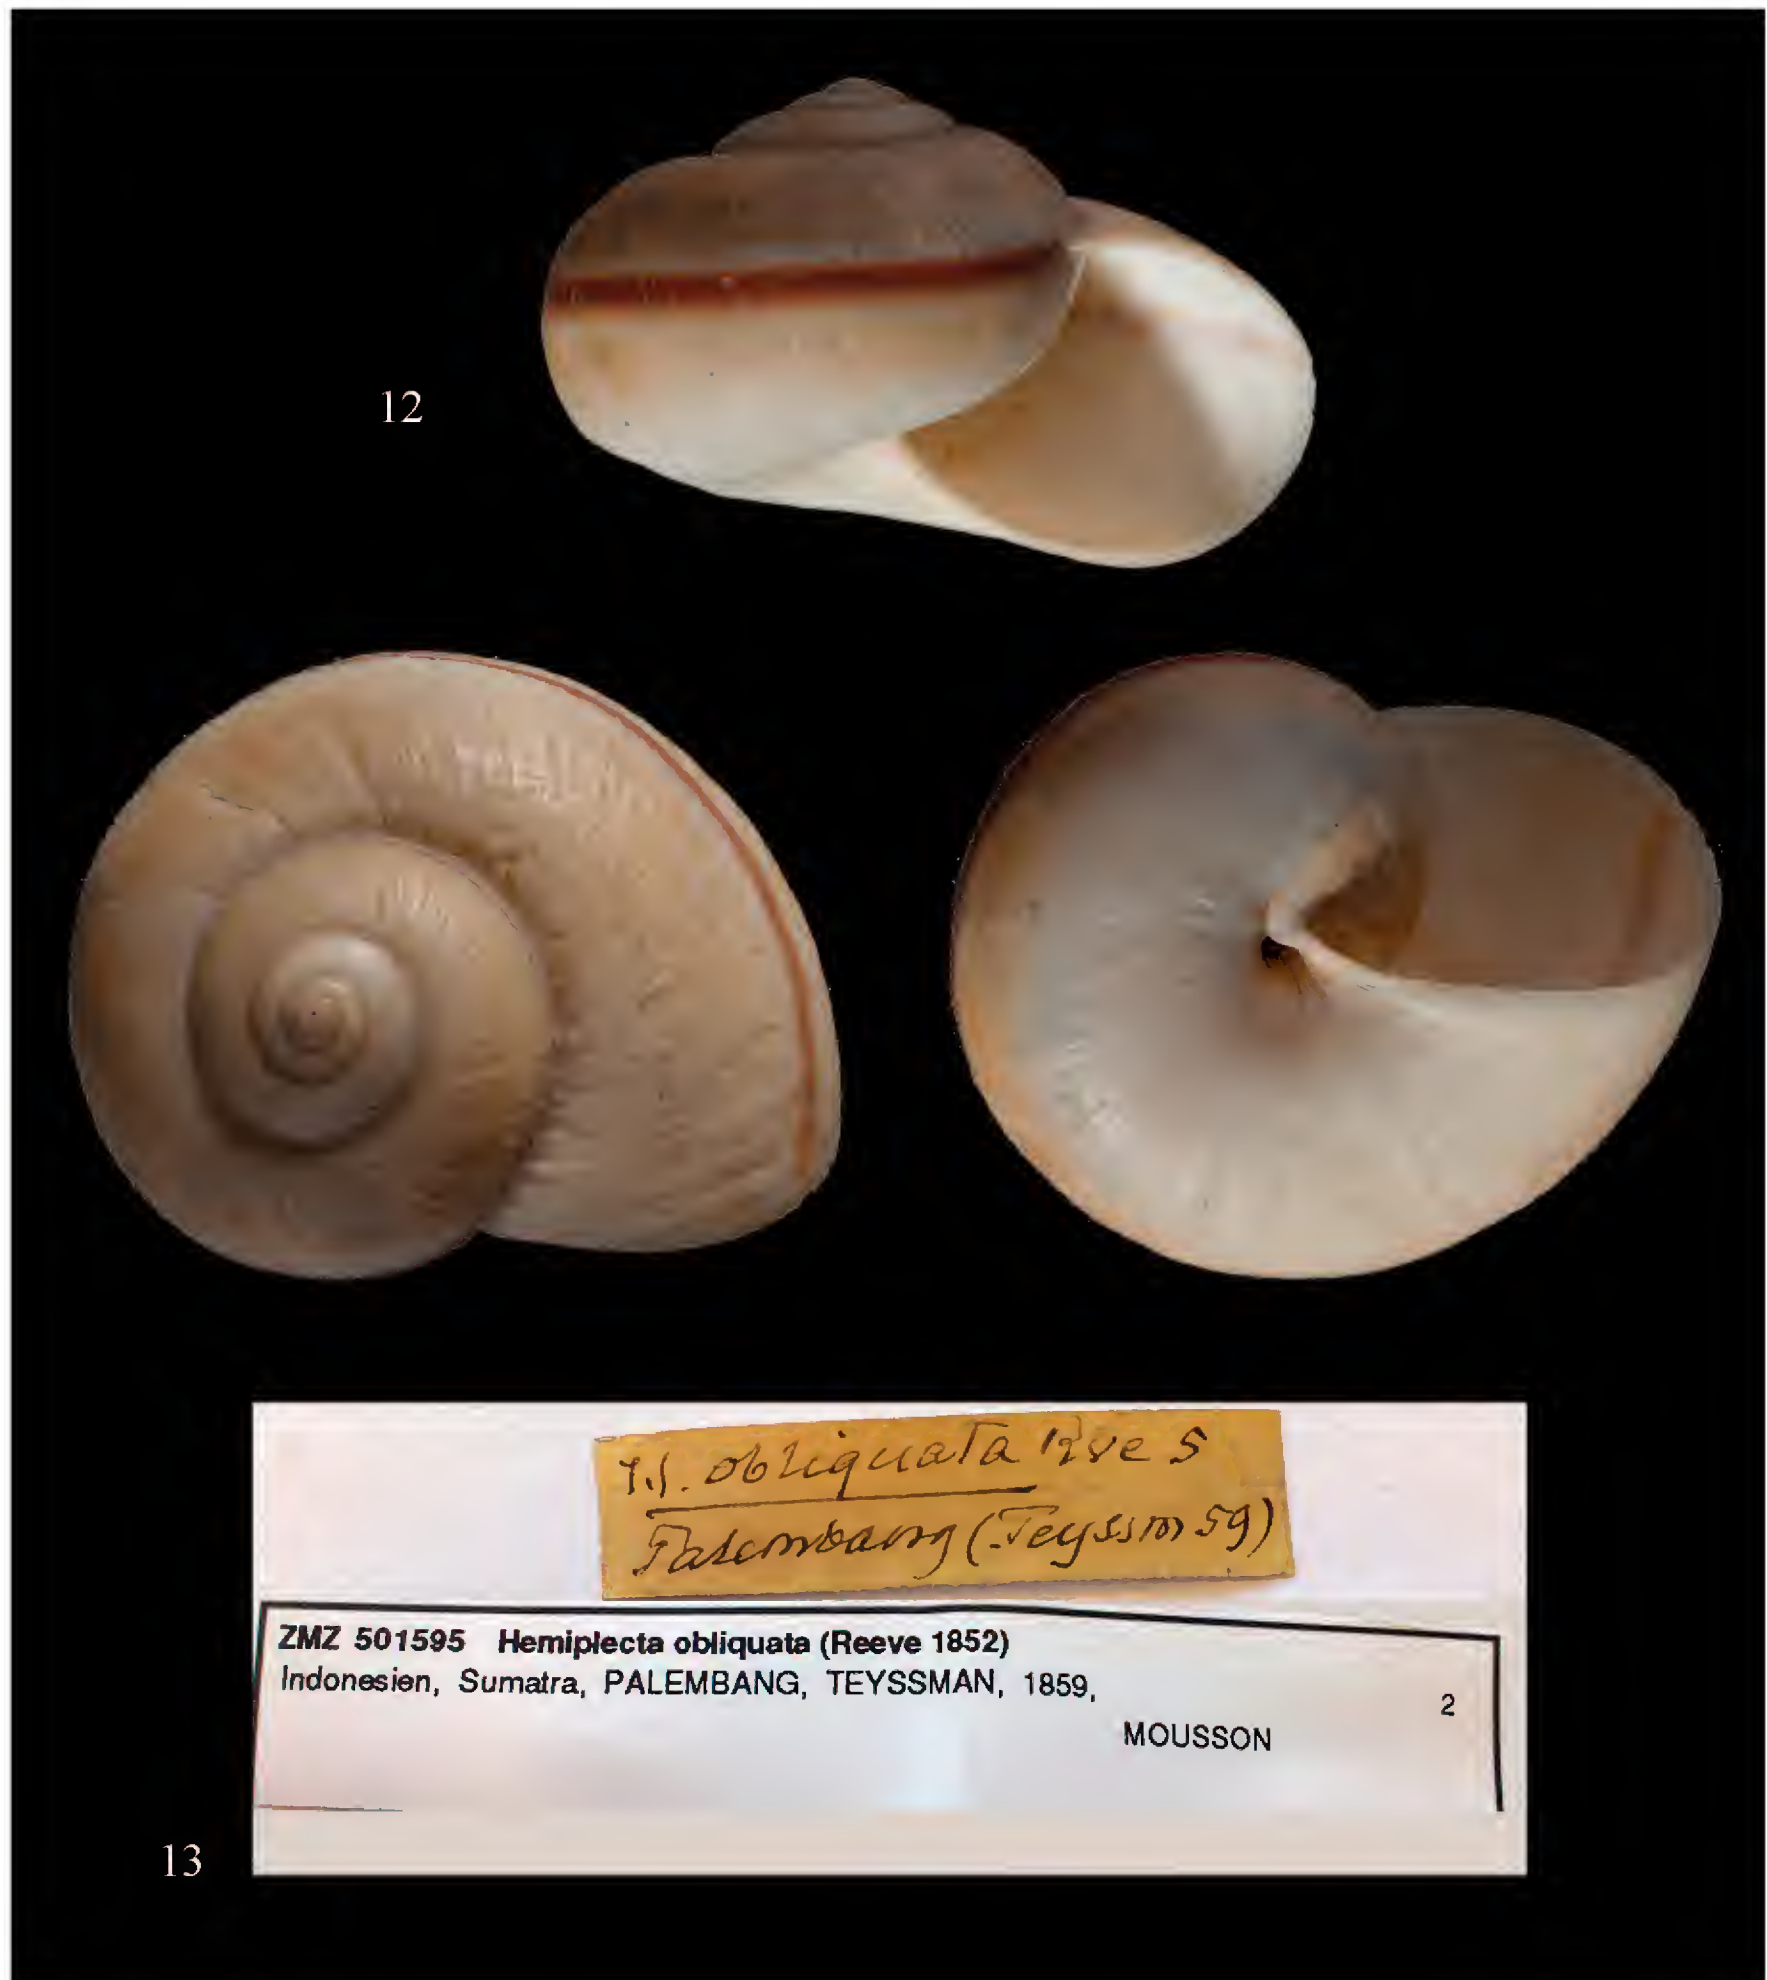 12
obliquata Rve 5
Palembang (Teyssm 59)
ZMZ 501595 Hemiplecta obliquata (Reeve 1852)
Indonesien, Sumatra, PALEMBANG, TEYSSMAN, 1859,
2
MOUSSON
13